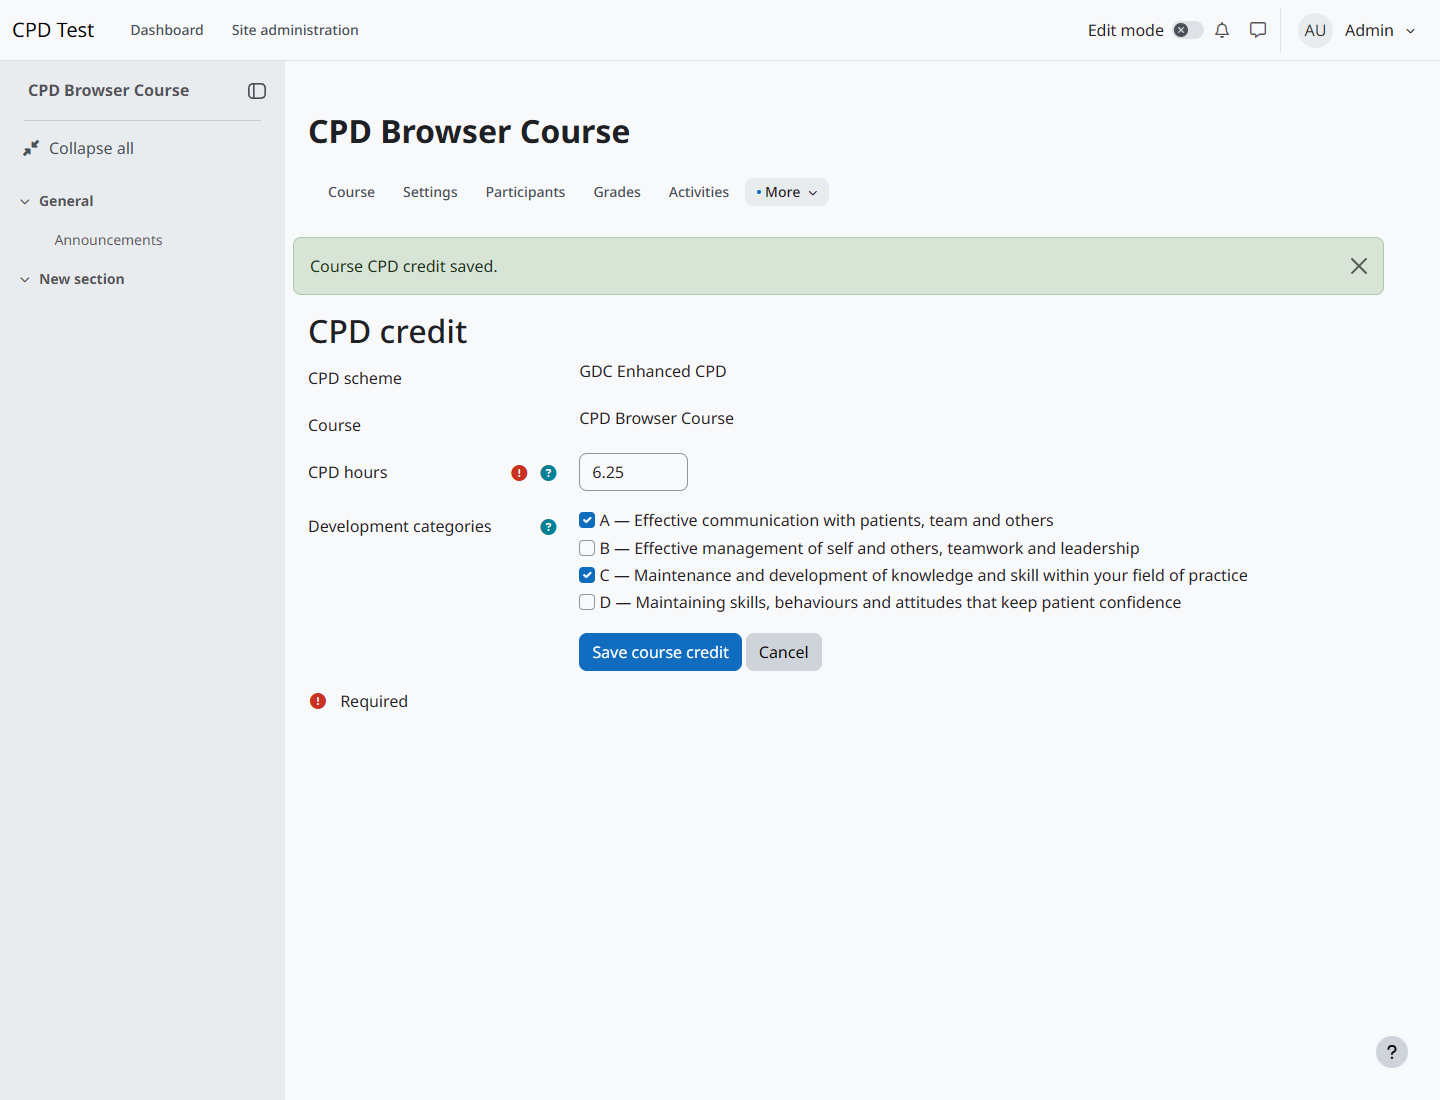 CPD Test
Dashboard
Site administration
Edit mode
AU
Admin
CPD Browser Course
Collapse all
General
Announcements
New section
CPD Browser Course
Course
Settings
Participants
Grades
Activities
More
Course CPD credit saved.
CPD credit
CPD scheme
GDC Enhanced CPD
Course
CPD Browser Course
CPD hours
! ?
6.25
Development categories
?
A — Effective communication with patients, team and others
B — Effective management of self and others, teamwork and leadership
C — Maintenance and development of knowledge and skill within your field of practice
D — Maintaining skills, behaviours and attitudes that keep patient confidence
Save course credit
Cancel
! Required
?